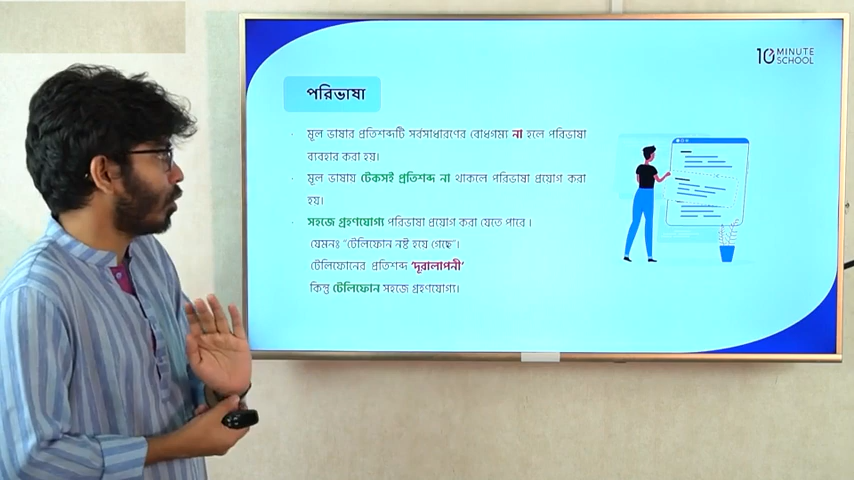 10 MINUTE SCHOOL
পরিভাষা
মূল ভাষার প্রতিশব্দটি সর্বসাধারণের বোধগম্য না হলে পরিভাষা
ব্যবহার করা হয়।
মূল ভাষায় টেকসই প্রতিশব্দ না থাকলে পরিভাষা প্রয়োগ করা
হয়।
সহজে গ্রহণযোগ্য পরিভাষা প্রয়োগ করা যেতে পারে।
যেমনঃ "টেলিফোন নষ্ট হয়ে গেছে"।
টেলিফোনের প্রতিশব্দ 'দূরালাপনী'
কিন্তু টেলিফোন সহজে গ্রহণযোগ্য।